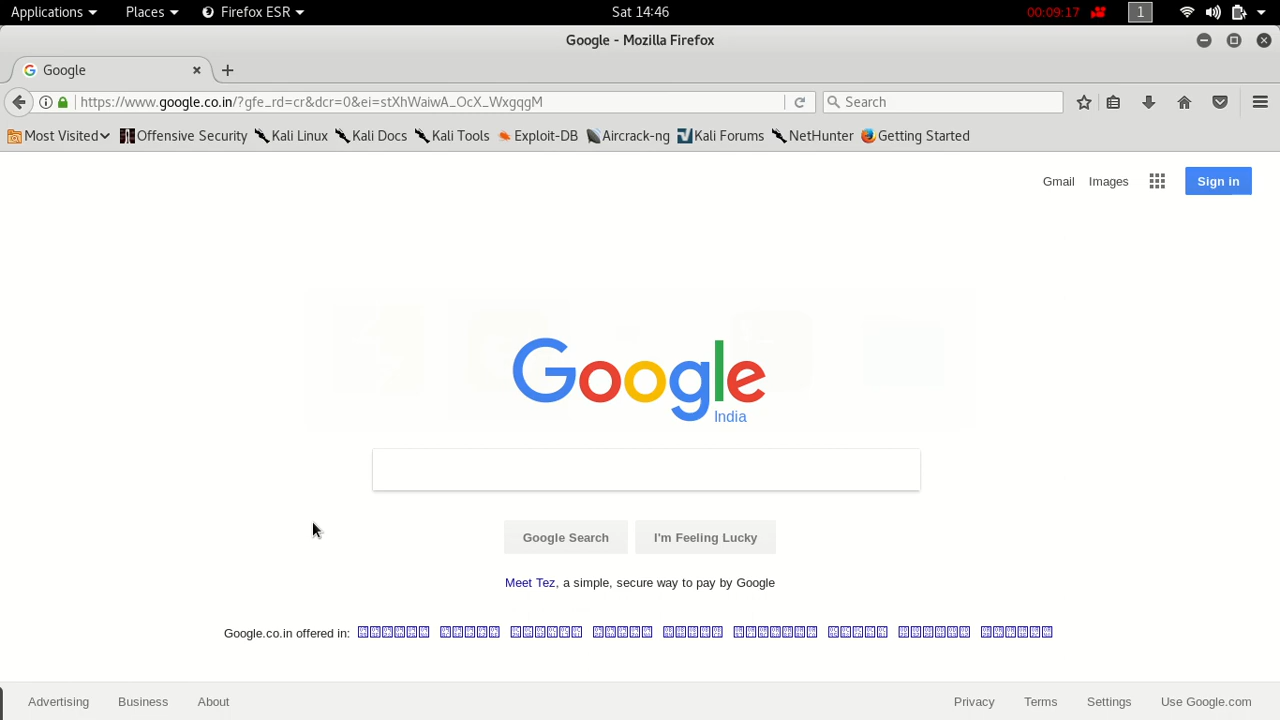 Applications Places Firefox ESR Sat 14:46 00:09:17 1
Google - Mozilla Firefox
Google
https://www.google.co.in/?gfe_rd=cr&dcr=0&ei=stXhWaiwA_OcX_WxgqgM Search
Most Visited Offensive Security Kali Linux Kali Docs Kali Tools Exploit-DB Aircrack-ng Kali Forums NetHunter Getting Started
Gmail Images Sign in
Google
India
Google Search I'm Feeling Lucky
Meet Tez, a simple, secure way to pay by Google
Google.co.in offered in:
Advertising Business About Privacy Terms Settings Use Google.com